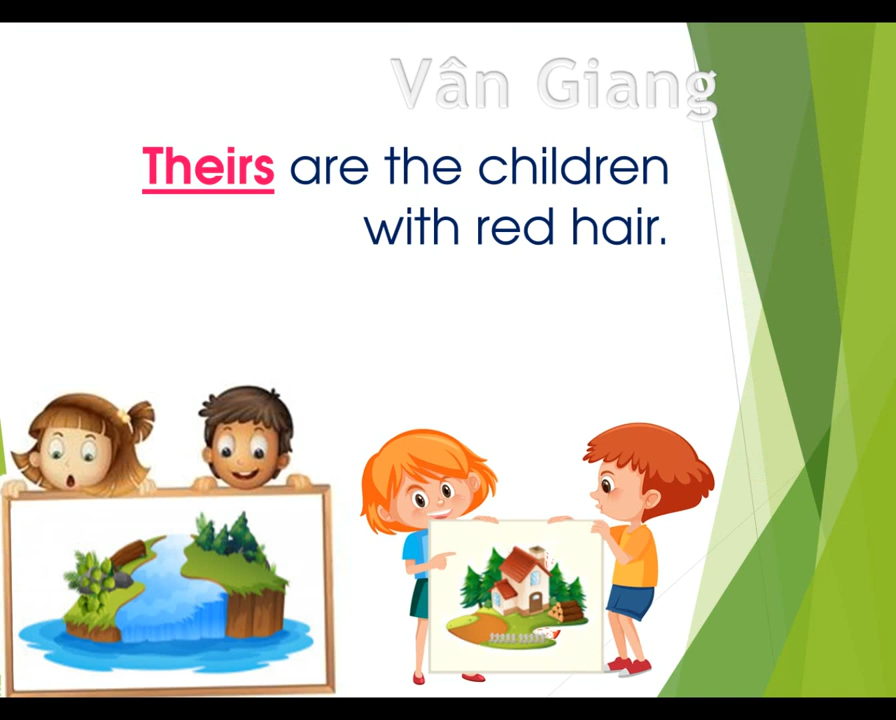 Vân Giang
Theirs are the children
with red hair.